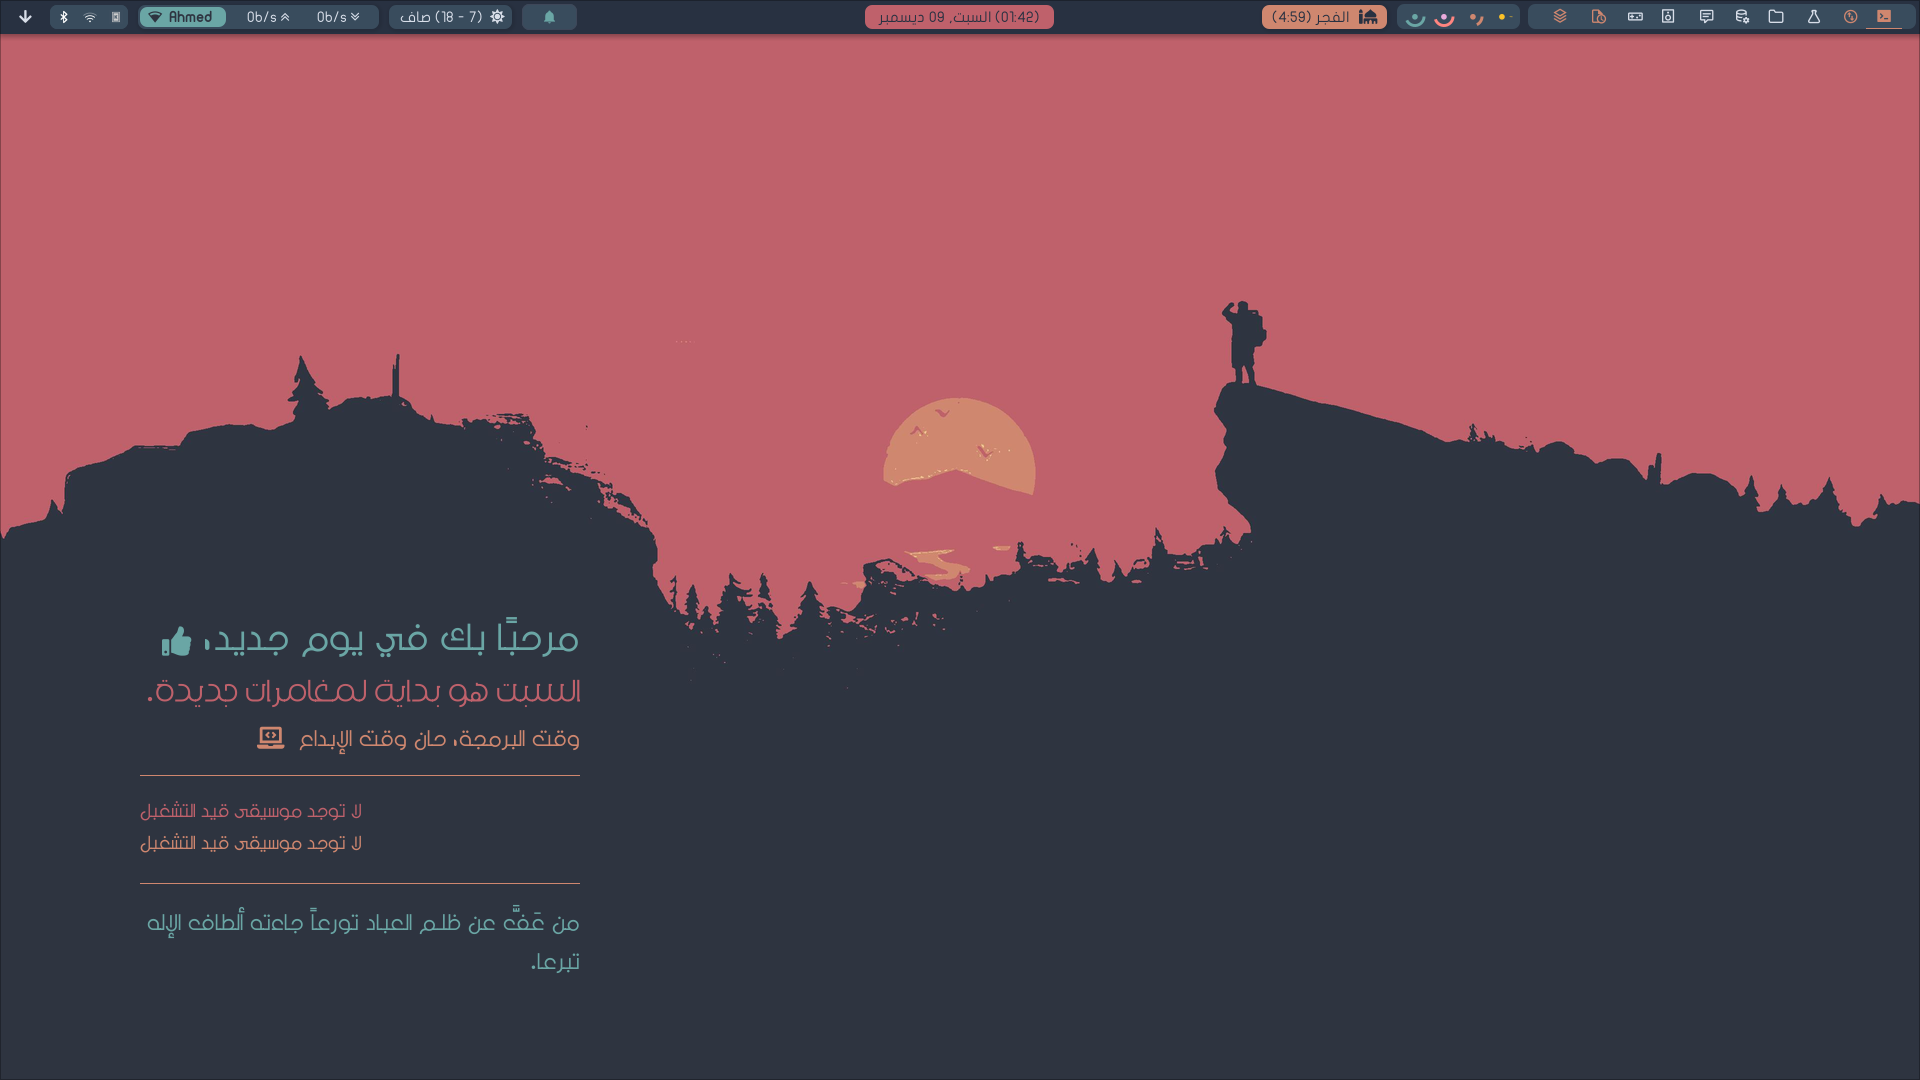 Ahmed
0b/s
0b/s
صاف (18 - 7)
(01:42) السبت, 09 ديسمبر
الفجر (4:59)
مرحبًا بك في يوم جديد،
السبت هو بداية لمغامرات جديدة.
وقت البرمجة، حان وقت الإبداع
لا توجد موسيقى قيد التشغيل
لا توجد موسيقى قيد التشغيل
من عَفَّ عن ظلم العباد تورعاً جاءته ألطاف الإله
تبرعا.